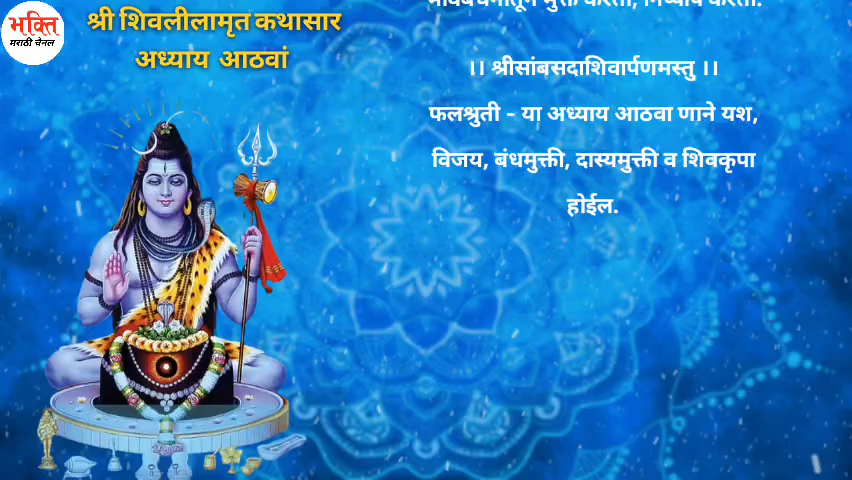 भक्ति
मराठी चॅनल
श्री शिवलीलामृत कथासार
अध्याय आठवां
।। श्रीसांबसदाशिवार्पणमस्तु ।।
फलश्रुती - या अध्याय आठवा णाने यश,
विजय, बंधमुक्ती, दास्यमुक्ती व शिवकृपा
होईल.